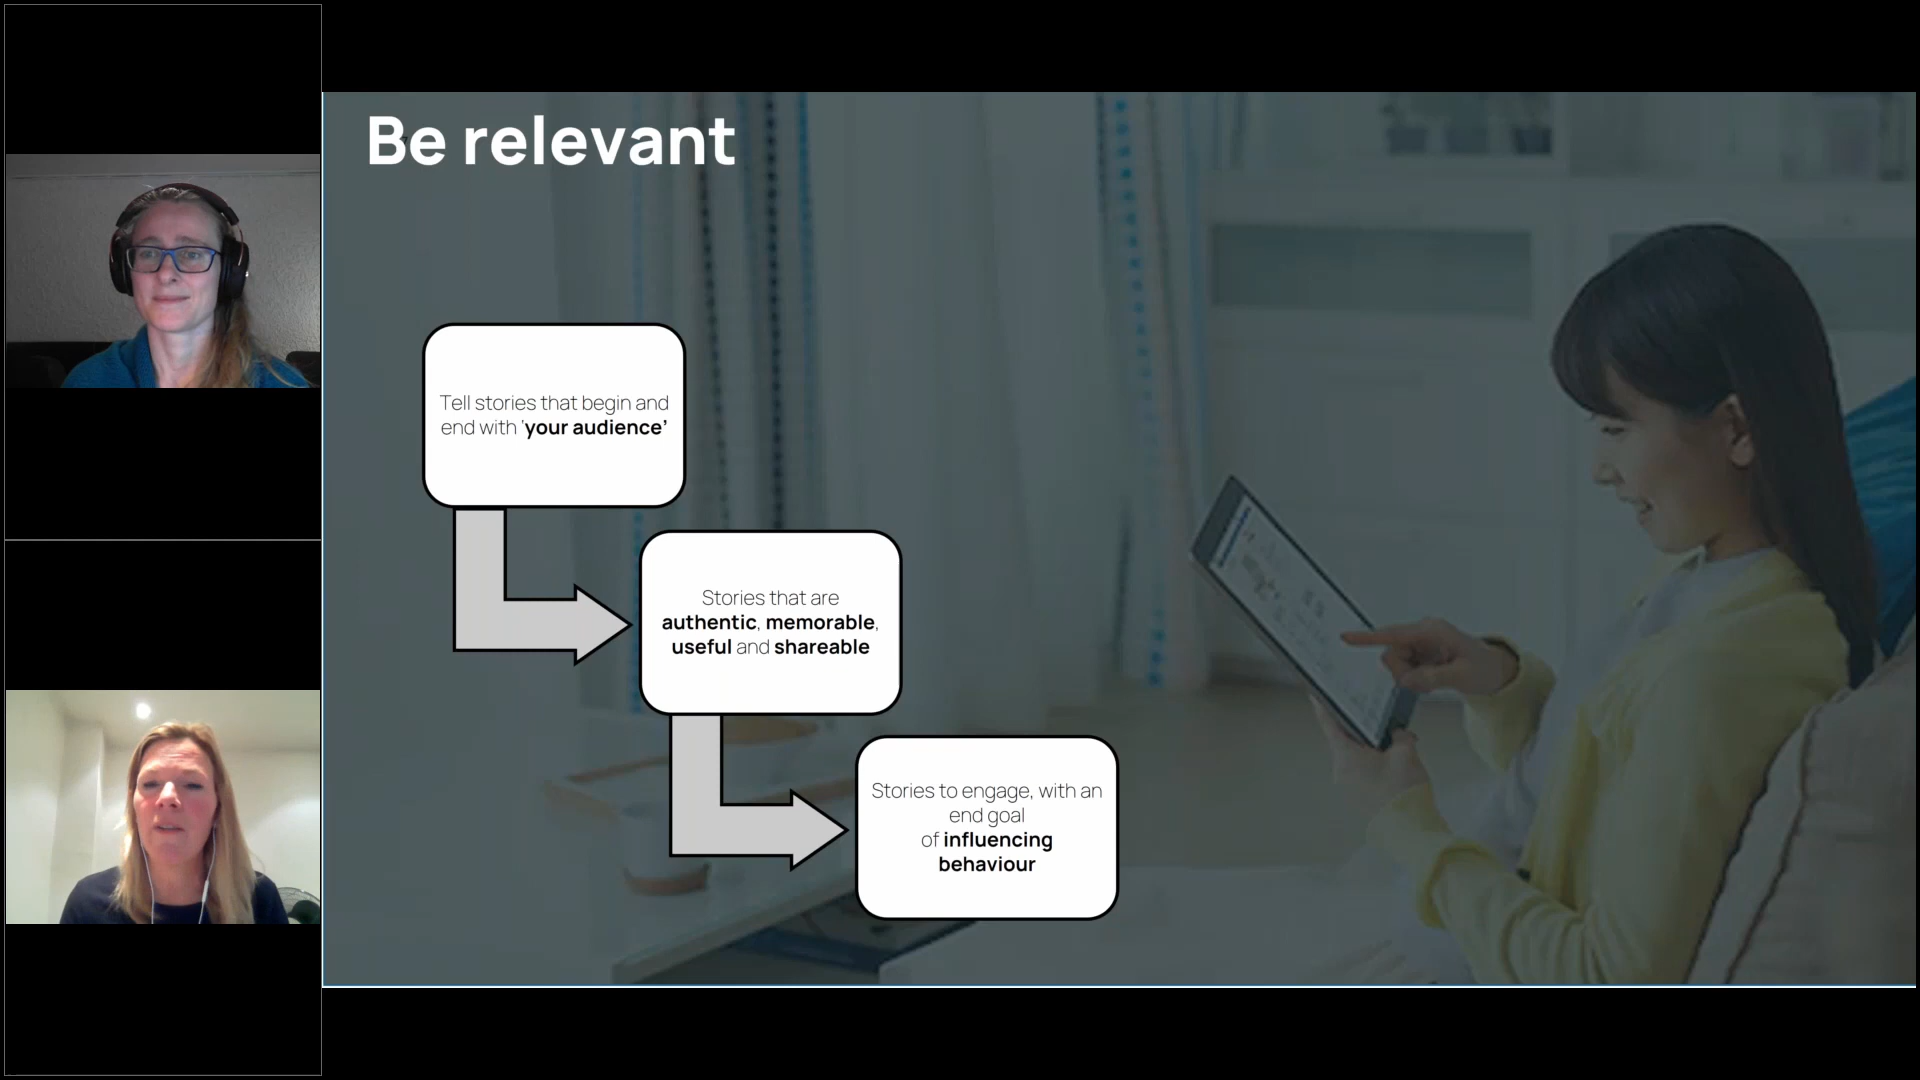 Be relevant
Tell stories that begin and
end with ‘your audience’
Stories that are
authentic, memorable,
useful and shareable
Stories to engage, with an
end goal
of influencing
behaviour